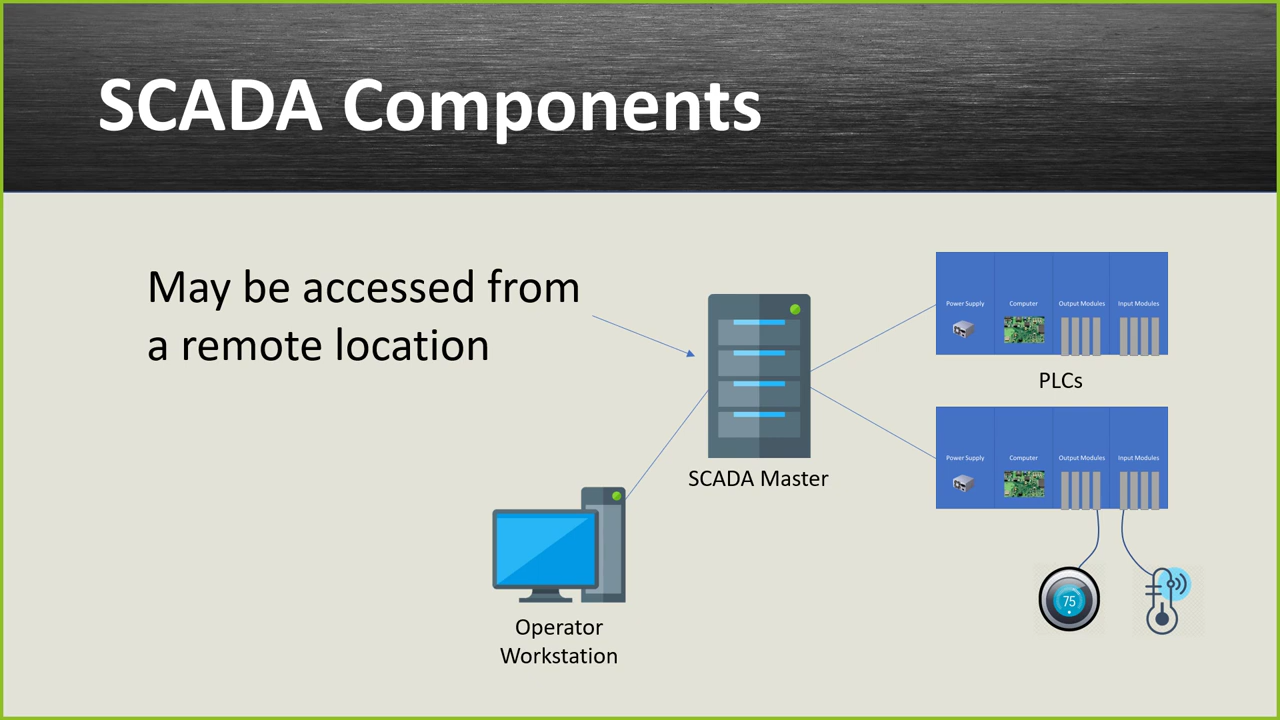 SCADA Components
May be accessed from
a remote location
Power Supply Computer Output Modules Input Modules
PLCs
Power Supply Computer Output Modules Input Modules
SCADA Master
75
Operator
Workstation